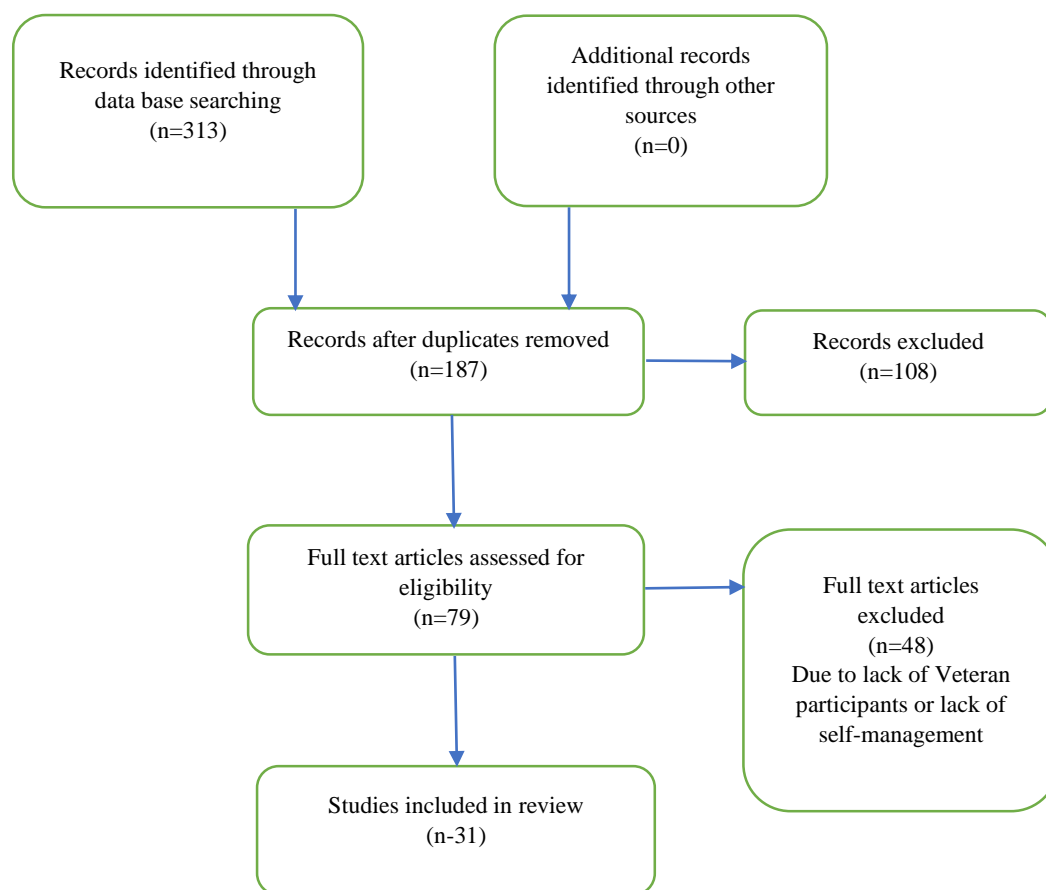 Records identified through
data base searching
(n=313)
Additional records
identified through other
sources
(n=0)
Records after duplicates removed
(n=187)
Records excluded
(n=108)
Full text articles assessed for
eligibility
(n=79)
Full text articles
excluded
(n=48)
Due to lack of Veteran
participants or lack of
self-management
Studies included in review
(n-31)